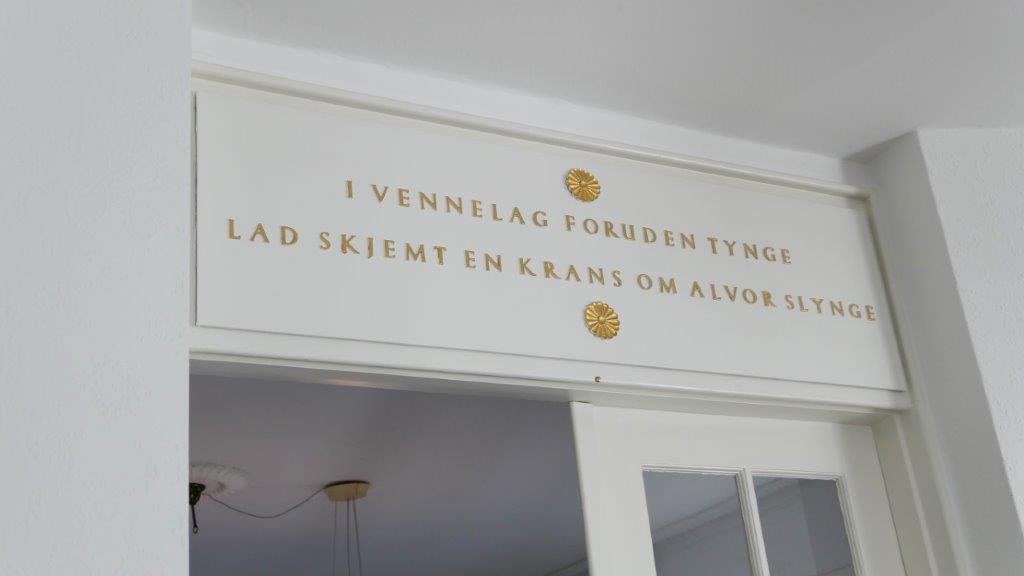 I VENNELAG FORUDEN TYNGE
LAD SKJEMT EN KRANS OM ALVOR SLYNGE